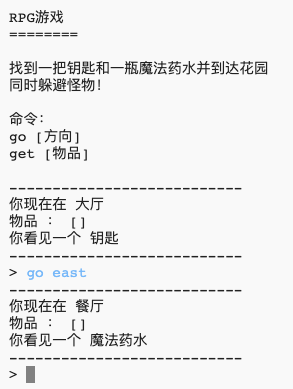 RPG游戏
========
找到一把钥匙和一瓶魔法药水并到达花园
同时躲避怪物!
命令:
go [方向]
get [物品]
---------------------------
你现在在 大厅
物品 : []
你看见一个 钥匙
---------------------------
> go east
---------------------------
你现在在 餐厅
物品 : []
你看见一个 魔法药水
---------------------------
>